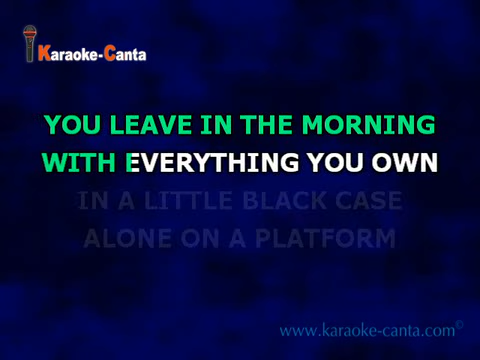 Karaoke-Canta
YOU LEAVE IN THE MORNING
WITH EVERYTHING YOU OWN
IN A LITTLE BLACK CASE
ALONE ON A PLATFORM
www.karaoke-canta.com